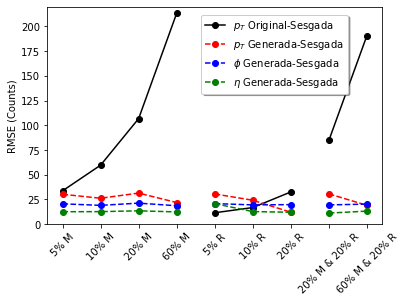 p_T Original-Sesgada
p_T Generada-Sesgada
ϕ Generada-Sesgada
η Generada-Sesgada
RMSE (Counts)
200
175
150
125
100
75
50
25
0
5% M
10% M
20% M
60% M
5% R
10% R
20% R
20% M & 20% R
60% M & 20% R